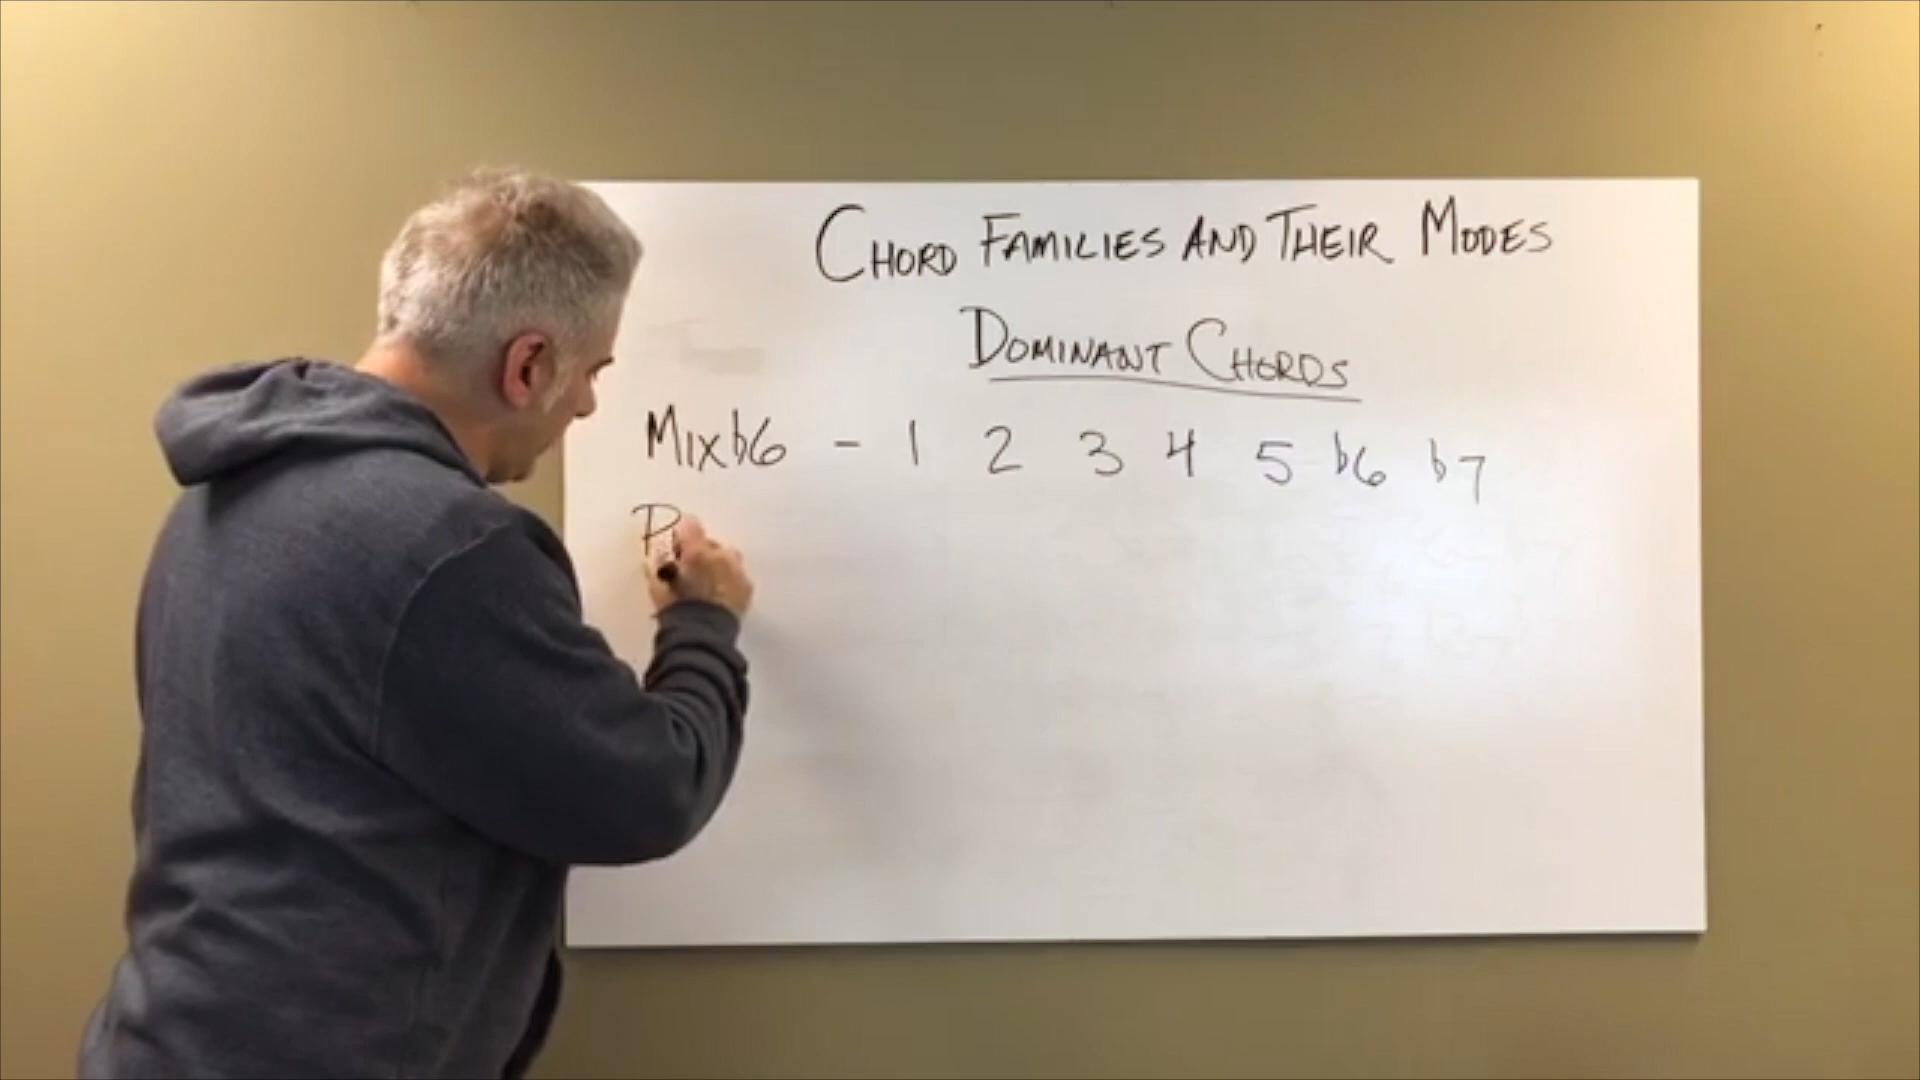 CHORD FAMILIES AND THEIR MODES
DOMINANT CHORDS
MIX♭6 - 1 2 3 4 5 ♭6 ♭7
P